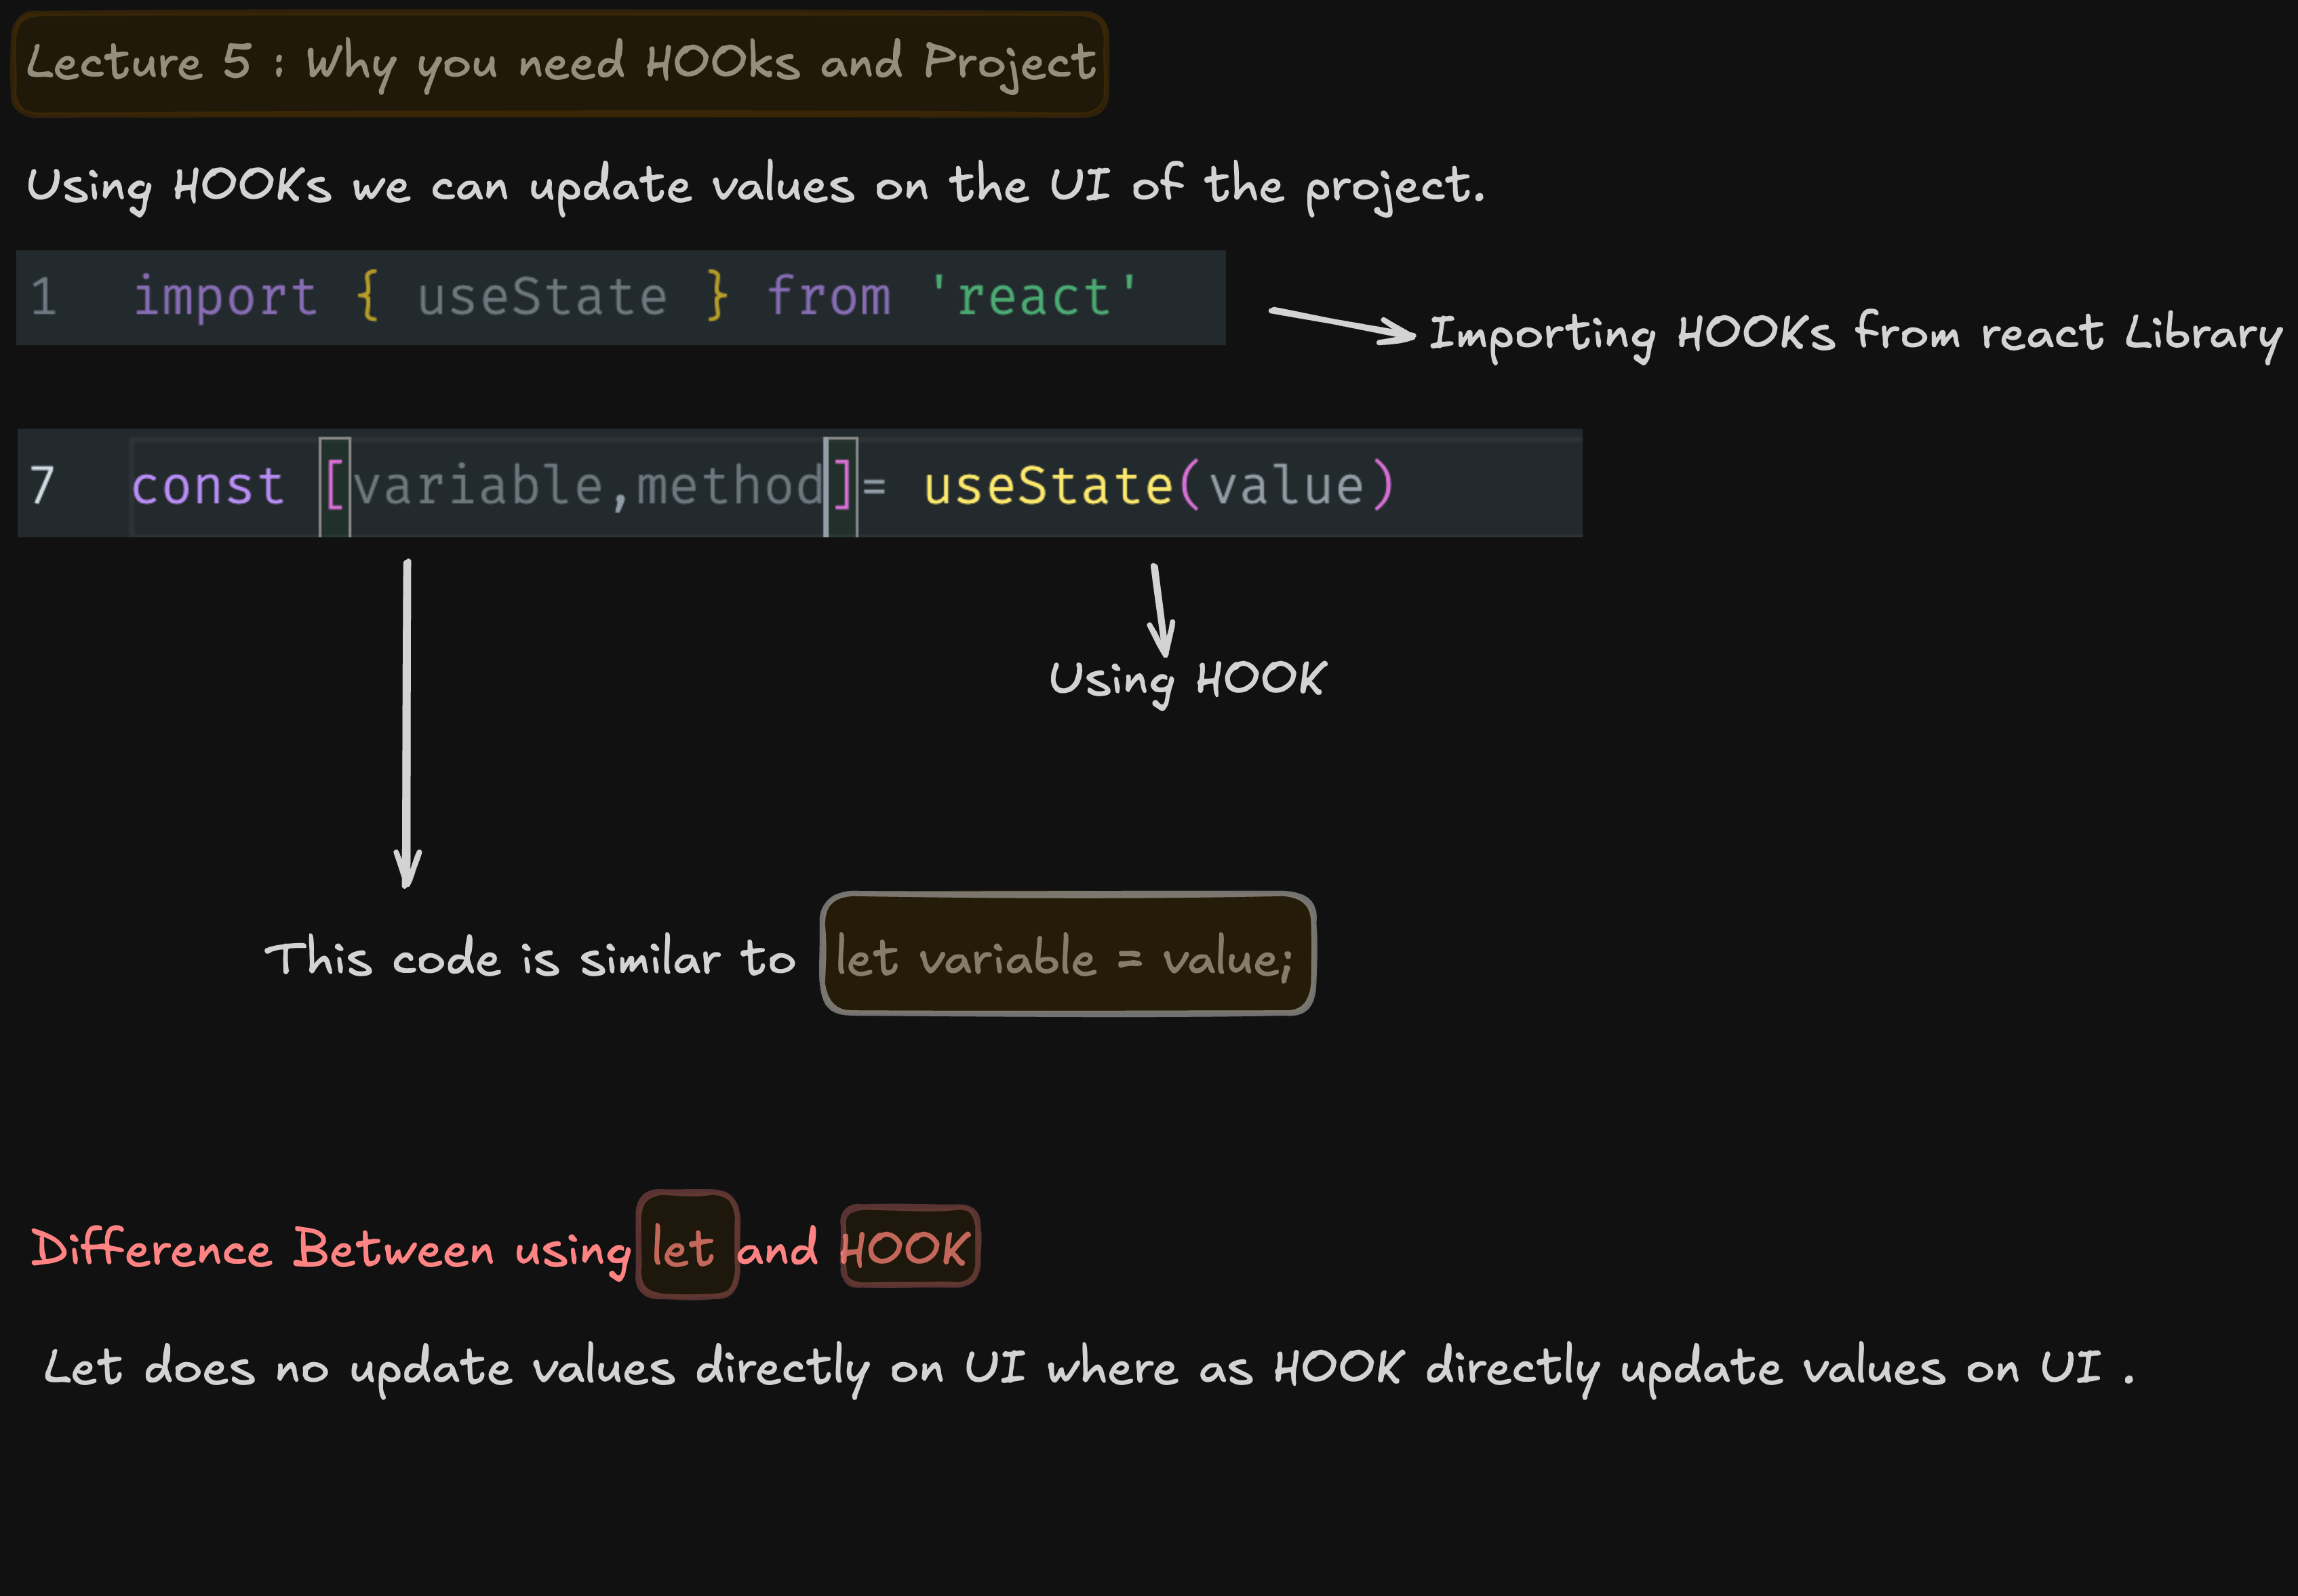 Lecture 5 : Why you need HOOks and Project
Using HOOKs we can update values on the UI of the project.
1 import { useState } from 'react'
Importing HOOKs from react Library
7 const [variable,method]= useState(value)
Using HOOK
This code is similar to let variable = value;
Difference Between using let and HOOK
Let does no update values directly on UI where as HOOK directly update values on UI .